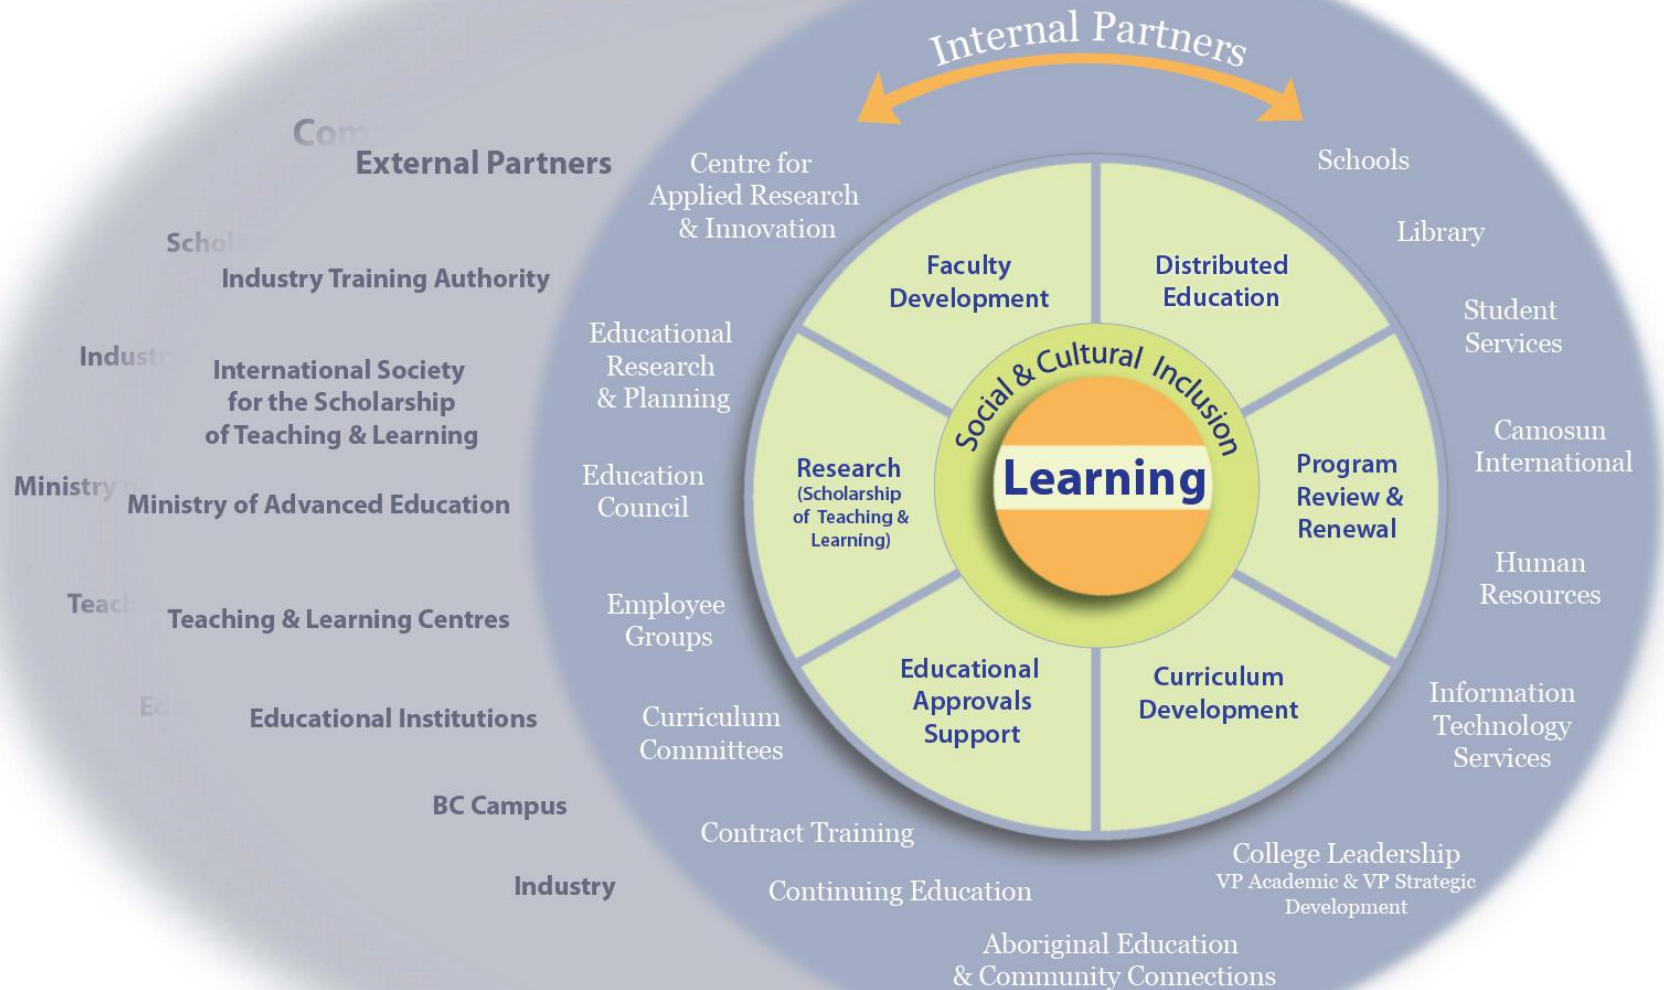 Internal Partners
External Partners
Industry Training Authority
International Society
for the Scholarship
of Teaching & Learning
Ministry
Ministry of Advanced Education
Teaching & Learning Centres
Educational Institutions
BC Campus
Industry
Centre for
Applied Research
& Innovation
Educational
Research
& Planning
Education
Council
Employee
Groups
Curriculum
Committees
Contract Training
Continuing Education
Aboriginal Education
& Community Connections
College Leadership
VP Academic & VP Strategic
Development
Information
Technology
Services
Human
Resources
Camosun
International
Student
Services
Library
Schools
Faculty
Development
Distributed
Education
Program
Review &
Renewal
Curriculum
Development
Educational
Approvals
Support
Research
(Scholarship
of Teaching &
Learning)
Social & Cultural Inclusion
Learning